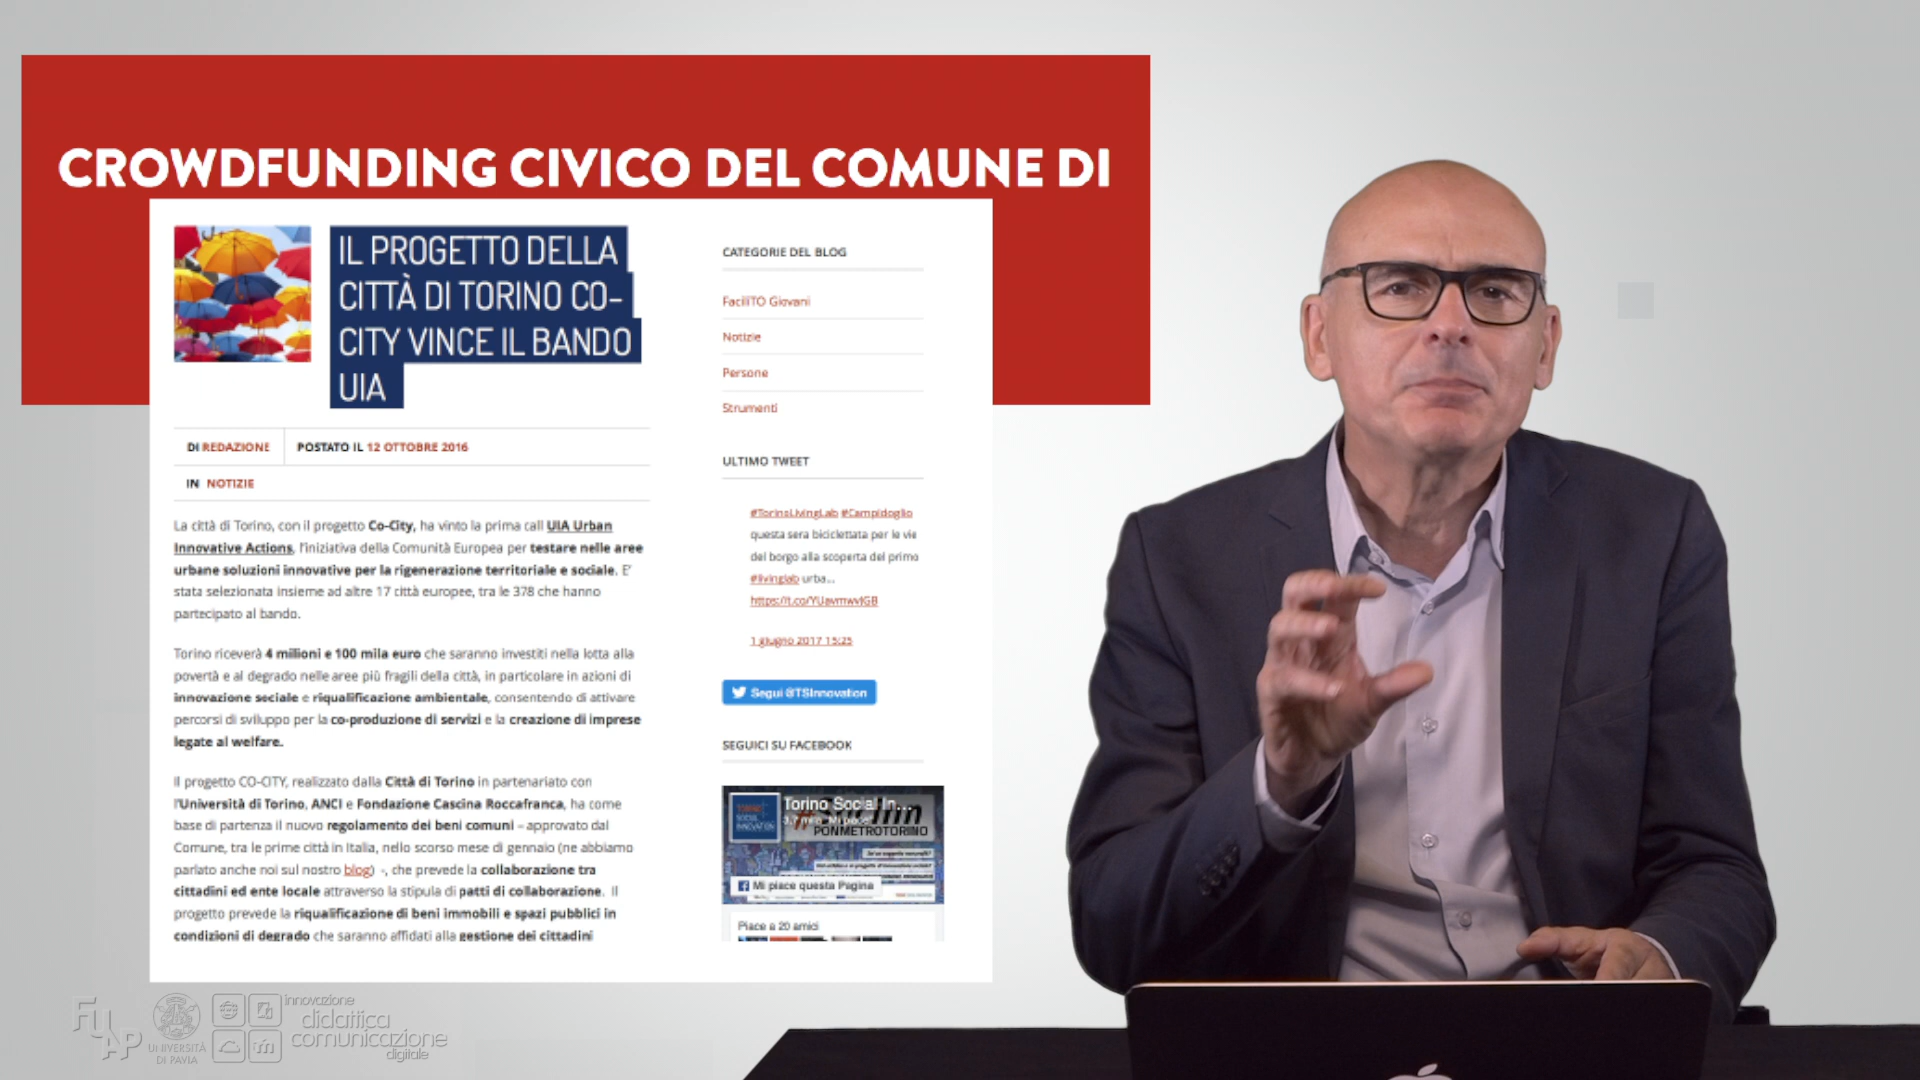 CROWDFUNDING CIVICO DEL COMUNE DI
IL PROGETTO DELLA
CITTÀ DI TORINO CO-
CITY VINCE IL BANDO
UIA
DI REDAZIONE
POSTATO IL 12 OTTOBRE 2016
IN NOTIZIE
La città di Torino, con il progetto Co-City, ha vinto la prima call UIA Urban
Innovative Actions, l'iniziativa della Comunità Europea per testare nelle aree
urbane soluzioni innovative per la rigenerazione territoriale e sociale. E'
stata selezionata insieme ad altre 17 città europee, tra le 378 che hanno
partecipato al bando.
Torino riceverà 4 milioni e 100 mila euro che saranno investiti nella lotta alla
povertà e al degrado nelle aree più fragili della città, in particolare in azioni di
innovazione sociale e riqualificazione ambientale, consentendo di attivare
percorsi di sviluppo per la co-produzione di servizi e la creazione di imprese
legate al welfare.
Il progetto CO-CITY, realizzato dalla Città di Torino in partenariato con
l'Università di Torino, ANCI e Fondazione Cascina Roccafranca, ha come
base di partenza il nuovo regolamento dei beni comuni – approvato dal
Comune, tra le prime città in Italia, nello scorso mese di gennaio (ne abbiamo
parlato anche noi sul nostro blog) -, che prevede la collaborazione tra
cittadini ed ente locale attraverso la stipula di patti di collaborazione. Il
progetto prevede la riqualificazione di beni immobili e spazi pubblici in
condizioni di degrado che saranno affidati alla gestione dei cittadini
CATEGORIE DEL BLOG
FaciliTO Giovani
Notizie
Persone
Strumenti
ULTIMO TWEET
#TorinoLivingLab #Campidoglio
questa sera biciclettata per le vie
del borgo alla scoperta del primo
#livinglab urba...
1 giugno 2017 15:25
Segui @TSInnovation
SEGUICI SU FACEBOOK
Torino Social In...
PONMETROTORINO
Mi piace questa Pagina
Piace a 20 amici
UNIVERSITÀ
DI PAVIA
innovazione
didattica
comunicazione
digitale